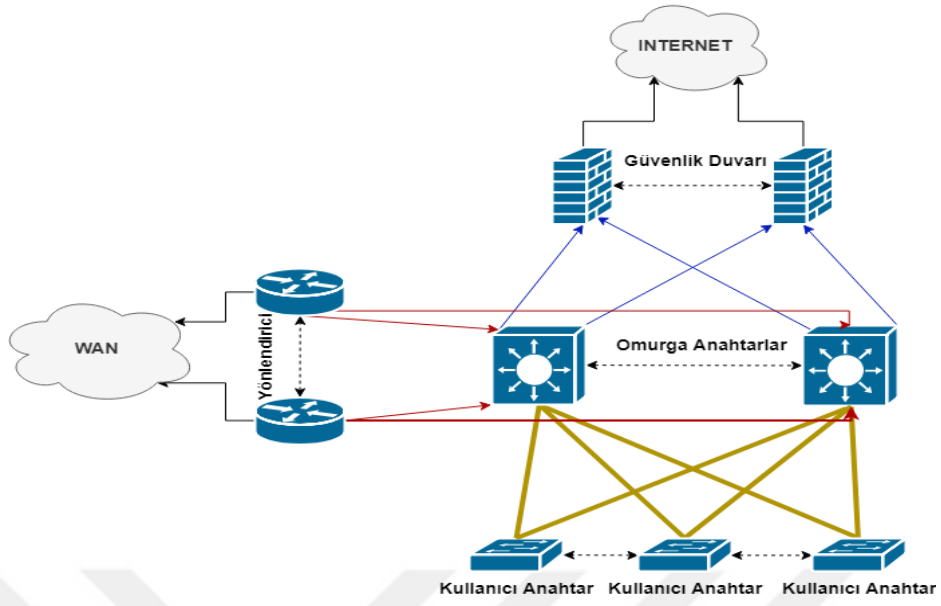 INTERNET
Güvenlik Duvarı
WAN
Yönlendirici
Omurga Anahtarlar
Kullanıcı Anahtar
Kullanıcı Anahtar
Kullanıcı Anahtar